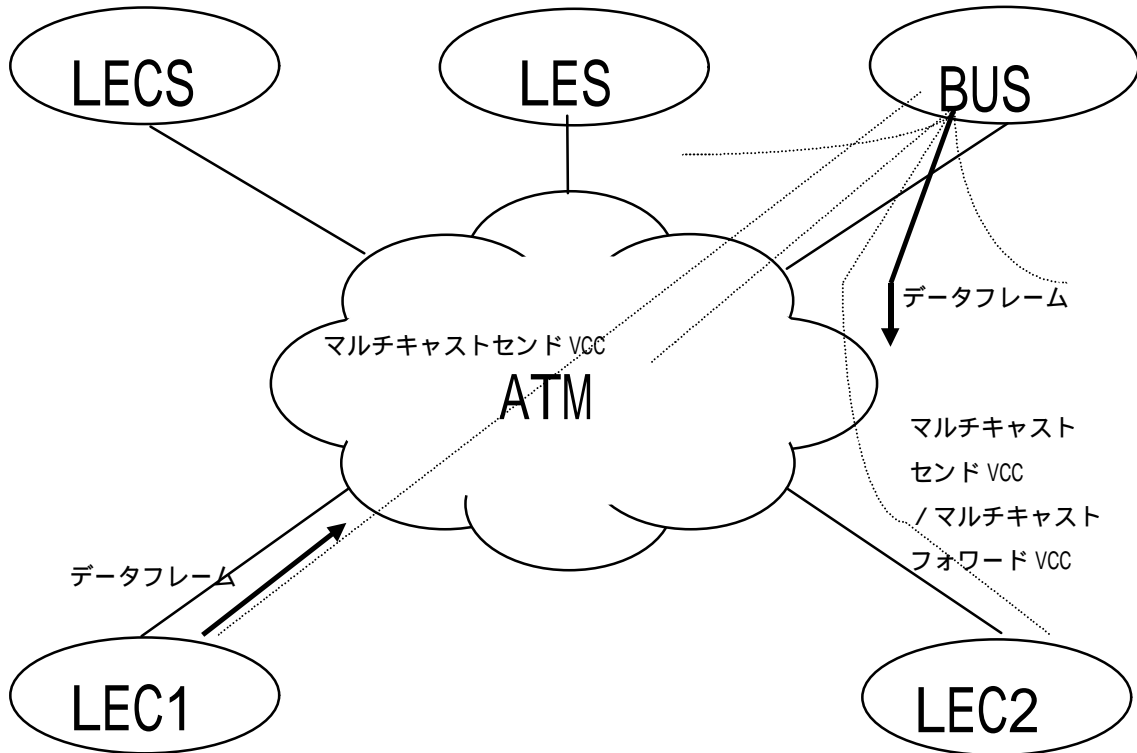 LECS
LES
BUS
データフレーム
マルチキャストセンド VCC
ATM
マルチキャスト
センド VCC
/ マルチキャスト
フォワード VCC
データフレーム
LEC1
LEC2